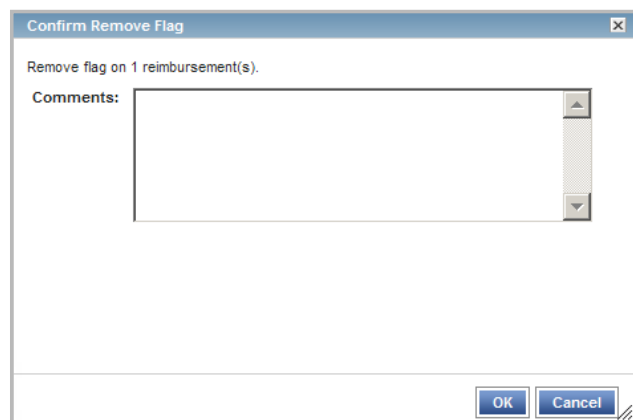 Confirm Remove Flag
Remove flag on 1 reimbursement(s).
Comments:
OK Cancel